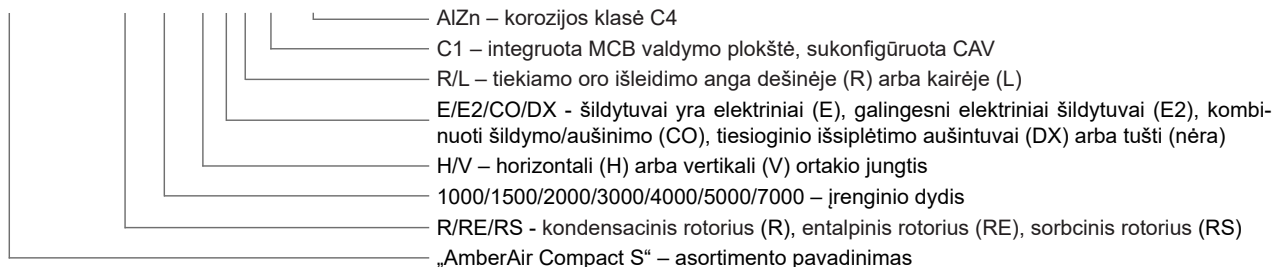 AlZn – korozijos klasė C4
C1 – integruota MCB valdymo plokštė, sukonfigūruota CAV
R/L – tiekiamo oro išleidimo anga dešinėje (R) arba kairėje (L)
E/E2/CO/DX - šildytuvai yra elektriniai (E), galingesni elektriniai šildytuvai (E2), kombi-
nuoti šildymo/aušinimo (CO), tiesioginio išsiplėtimo aušintuvai (DX) arba tušti (nėra)
H/V – horizontali (H) arba vertikali (V) ortakio jungtis
1000/1500/2000/3000/4000/5000/7000 – įrenginio dydis
R/RE/RS - kondensacinis rotorius (R), entalpinis rotorius (RE), sorbcinis rotorius (RS)
„AmberAir Compact S“ – asortimento pavadinimas